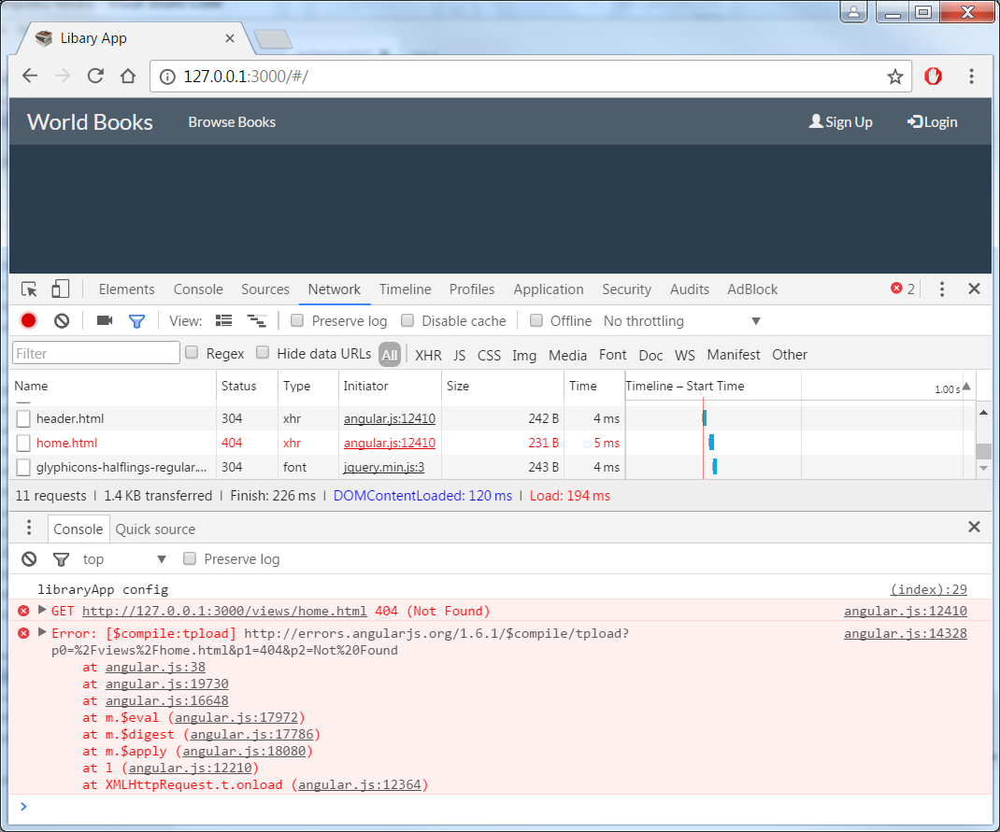 Libary App
127.0.0.1:3000/#/
World Books Browse Books Sign Up Login
Elements Console Sources Network Timeline Profiles Application Security Audits AdBlock 2
View: Preserve log Disable cache Offline No throttling
Filter Regex Hide data URLs All XHR JS CSS Img Media Font Doc WS Manifest Other
Name Status Type Initiator Size Time Timeline – Start Time 1.00 s
header.html 304 xhr angular.js:12410 242 B 4 ms
home.html 404 xhr angular.js:12410 231 B 5 ms
glyphicons-halflings-regular.... 304 font jquery.min.js:3 243 B 4 ms
11 requests | 1.4 KB transferred | Finish: 226 ms | DOMContentLoaded: 120 ms | Load: 194 ms
Console Quick source
top Preserve log
libraryApp config (index):29
GET http://127.0.0.1:3000/views/home.html 404 (Not Found) angular.js:12410
Error: [$compile:tpload] http://errors.angularjs.org/1.6.1/$compile/tpload? angular.js:14328
p0=%2Fviews%2Fhome.html&p1=404&p2=Not%20Found
at angular.js:38
at angular.js:19730
at angular.js:16648
at m.$eval (angular.js:17972)
at m.$digest (angular.js:17786)
at m.$apply (angular.js:18080)
at l (angular.js:12210)
at XMLHttpRequest.t.onload (angular.js:12364)